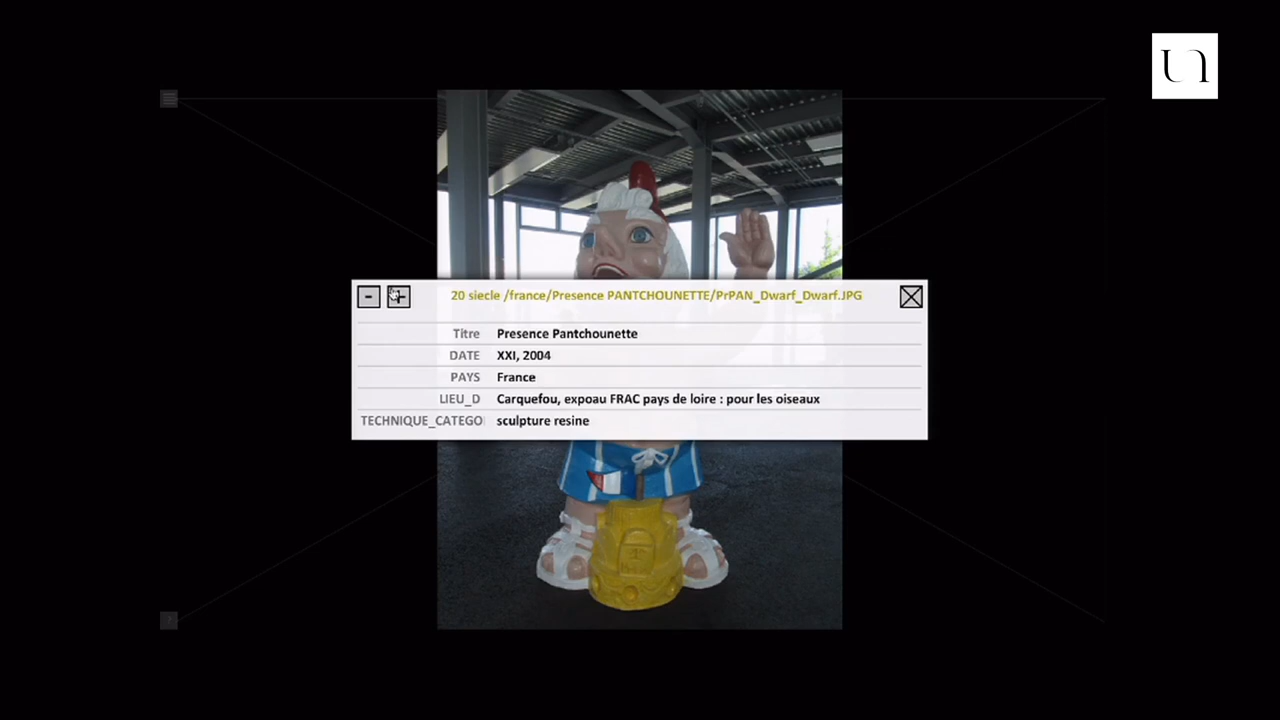 un
- + 20 siecle /france/Presence PANTCHOUNETTE/PrPAN_Dwarf_Dwarf.JPG
Titre Presence Pantchounette
DATE XXI, 2004
PAYS France
LIEU_D Carquefou, expoau FRAC pays de loire : pour les oiseaux
TECHNIQUE_CATEGO sculpture resine
?